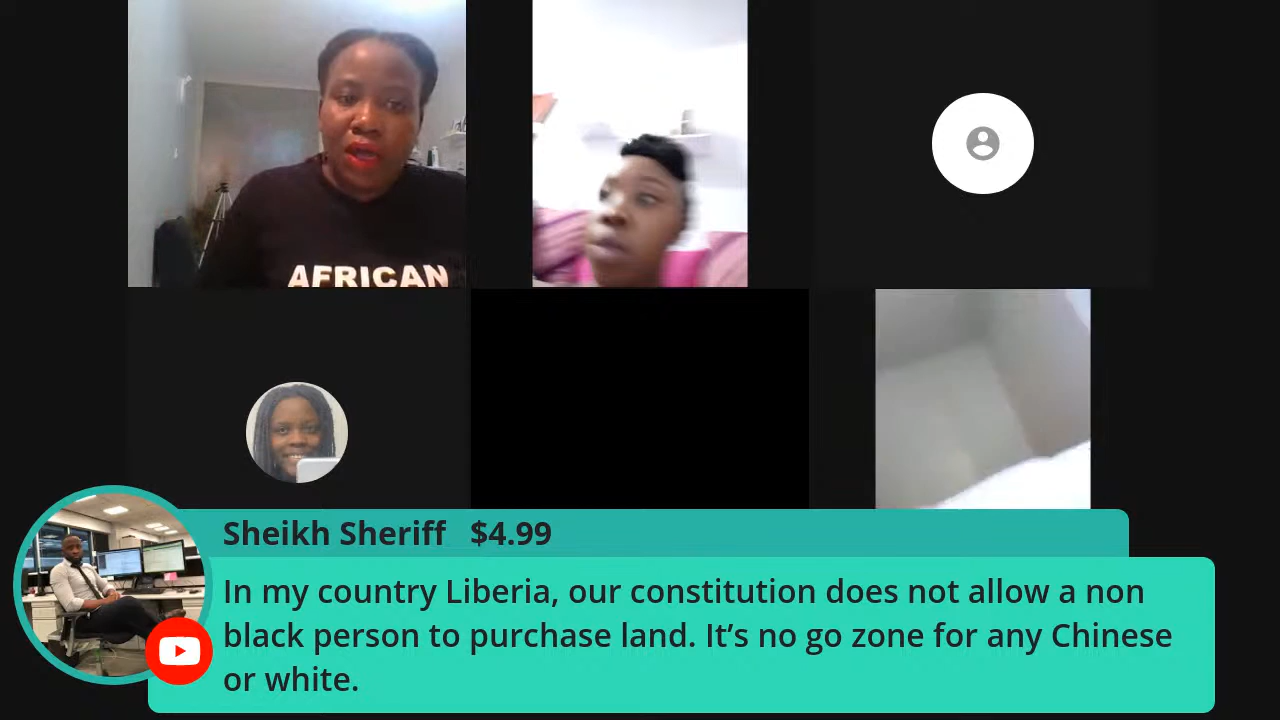 AFRICAN
Sheikh Sheriff $4.99
In my country Liberia, our constitution does not allow a non
black person to purchase land. It’s no go zone for any Chinese
or white.